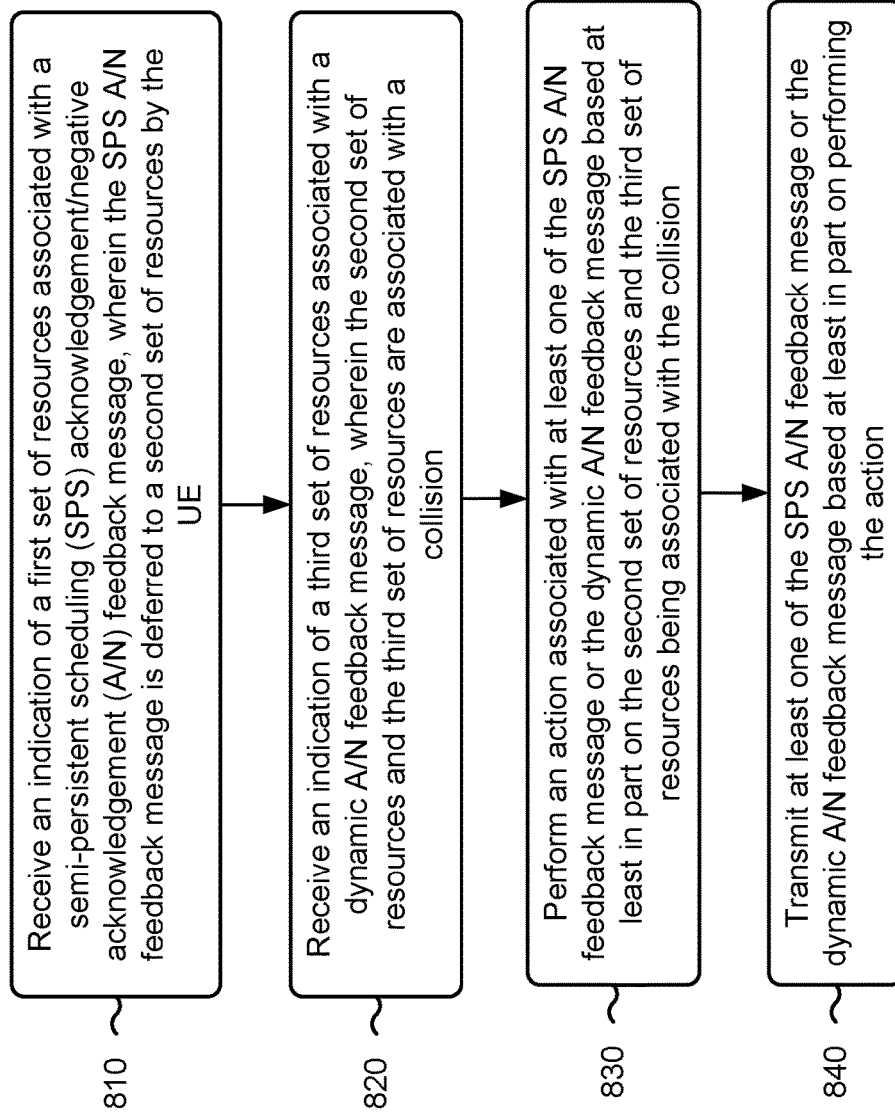 810
Receive an indication of a first set of resources associated with a
semi-persistent scheduling (SPS) acknowledgement/negative
acknowledgement (A/N) feedback message, wherein the SPS A/N
feedback message is deferred to a second set of resources by the
UE
820
Receive an indication of a third set of resources associated with a
dynamic A/N feedback message, wherein the second set of
resources and the third set of resources are associated with a
collision
830
Perform an action associated with at least one of the SPS A/N
feedback message or the dynamic A/N feedback message based at
least in part on the second set of resources and the third set of
resources being associated with the collision
840
Transmit at least one of the SPS A/N feedback message or the
dynamic A/N feedback message based at least in part on performing
the action